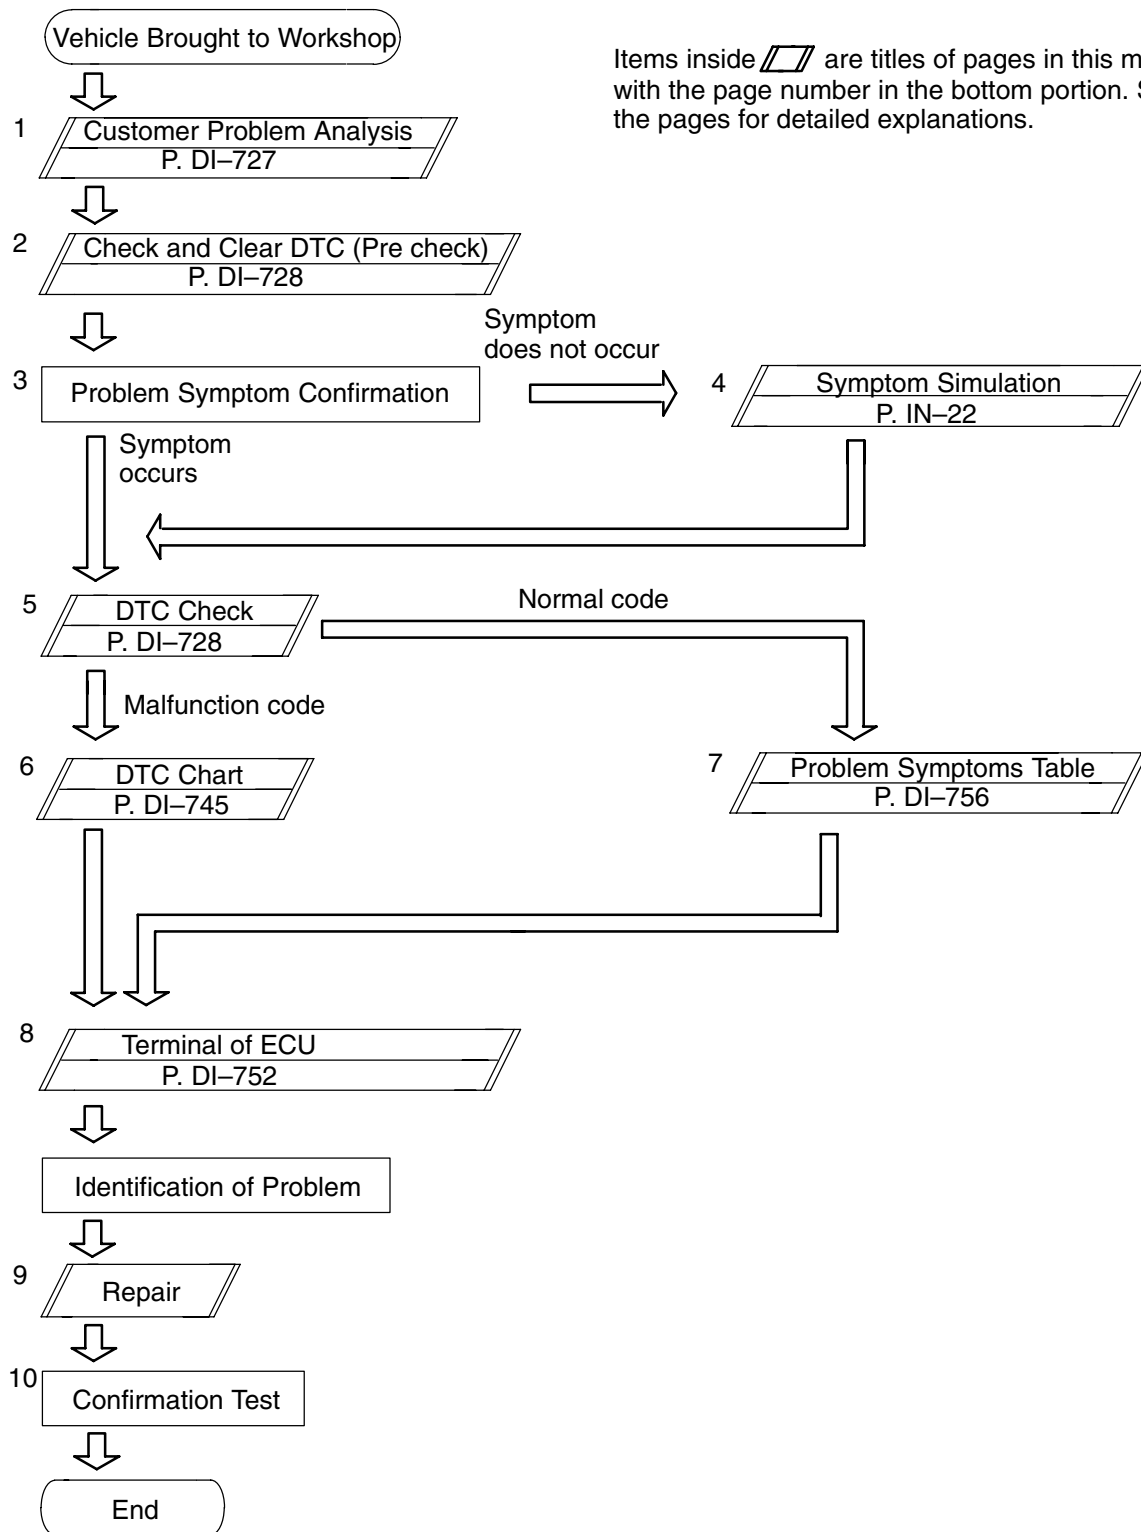 Vehicle Brought to Workshop
Items inside are titles of pages in this
with the page number in the bottom portion.
the pages for detailed explanations.
1
Customer Problem Analysis
P. DI–727
2
Check and Clear DTC (Pre check)
P. DI–728
Symptom
does not occur
3
Problem Symptom Confirmation
4
Symptom Simulation
P. IN–22
Symptom
occurs
5
DTC Check
P. DI–728
Normal code
Malfunction code
6
DTC Chart
P. DI–745
7
Problem Symptoms Table
P. DI–756
8
Terminal of ECU
P. DI–752
Identification of Problem
9
Repair
10
Confirmation Test
End